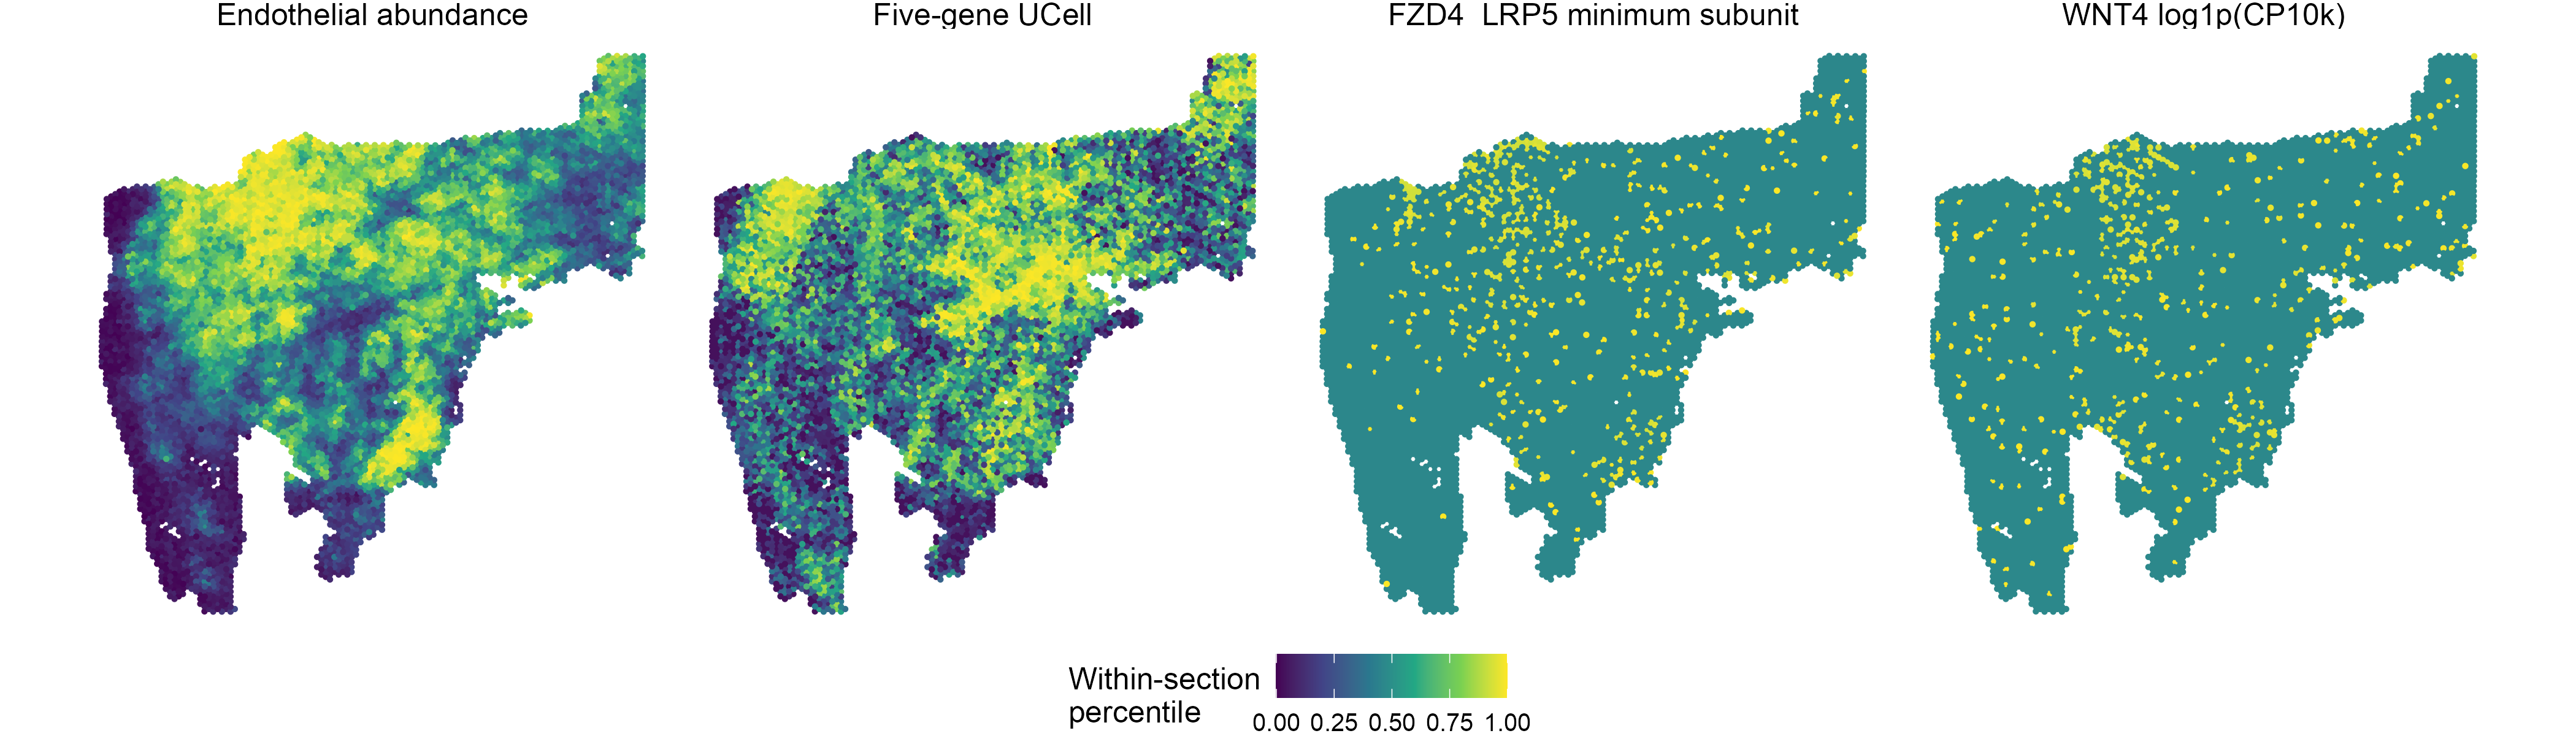 Endothelial abundance
Five-gene UCell
FZD4 LRP5 minimum subunit
WNT4 log1p(CP10k)
Within-section
percentile
0.00 0.25 0.50 0.75 1.00